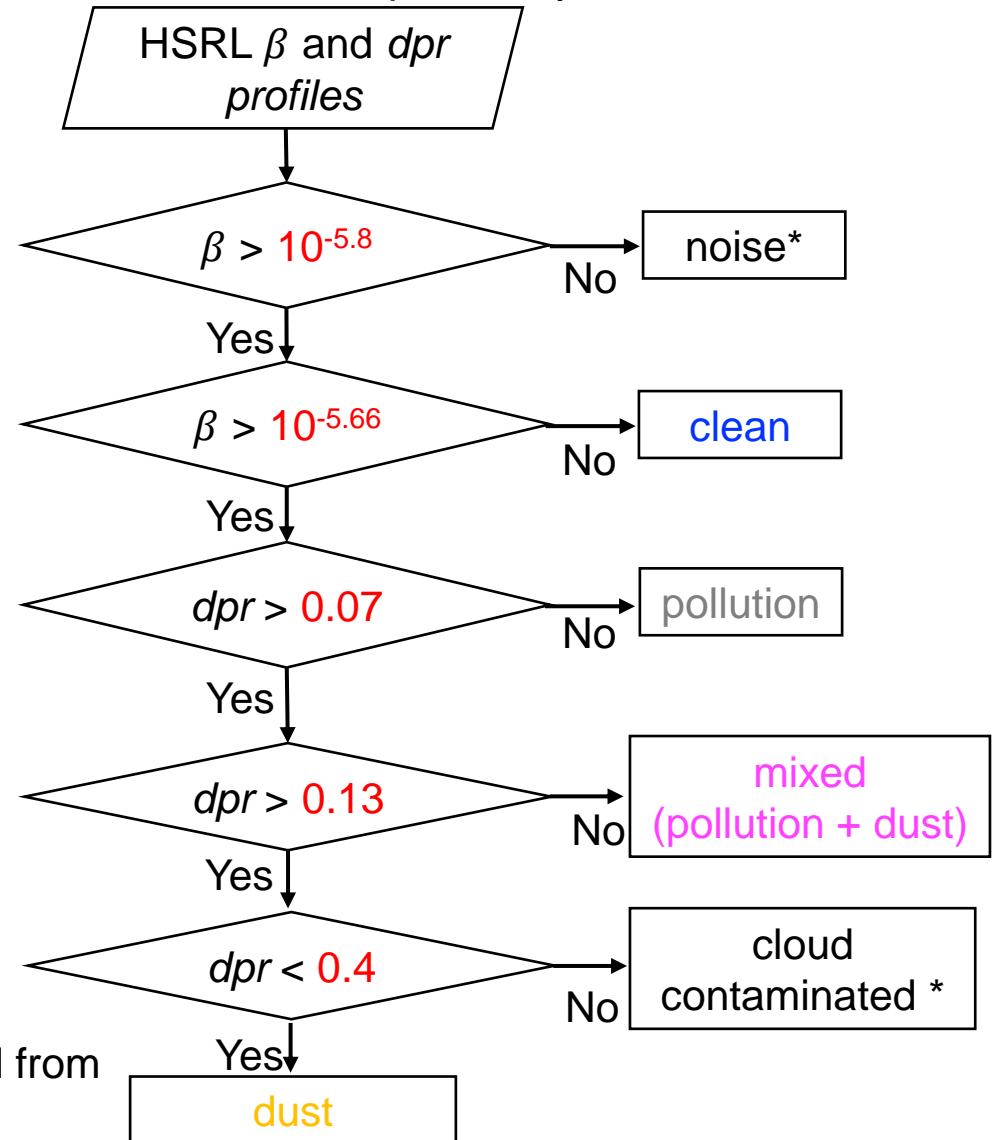 HSRL β and dpr
profiles
β > 10-5.8
noise*
No
Yes
β > 10-5.66
clean
No
Yes
dpr > 0.07
pollution
No
Yes
dpr > 0.13
mixed
(pollution + dust)
No
Yes
dpr < 0.4
cloud
contaminated *
No
from
Yes
dust